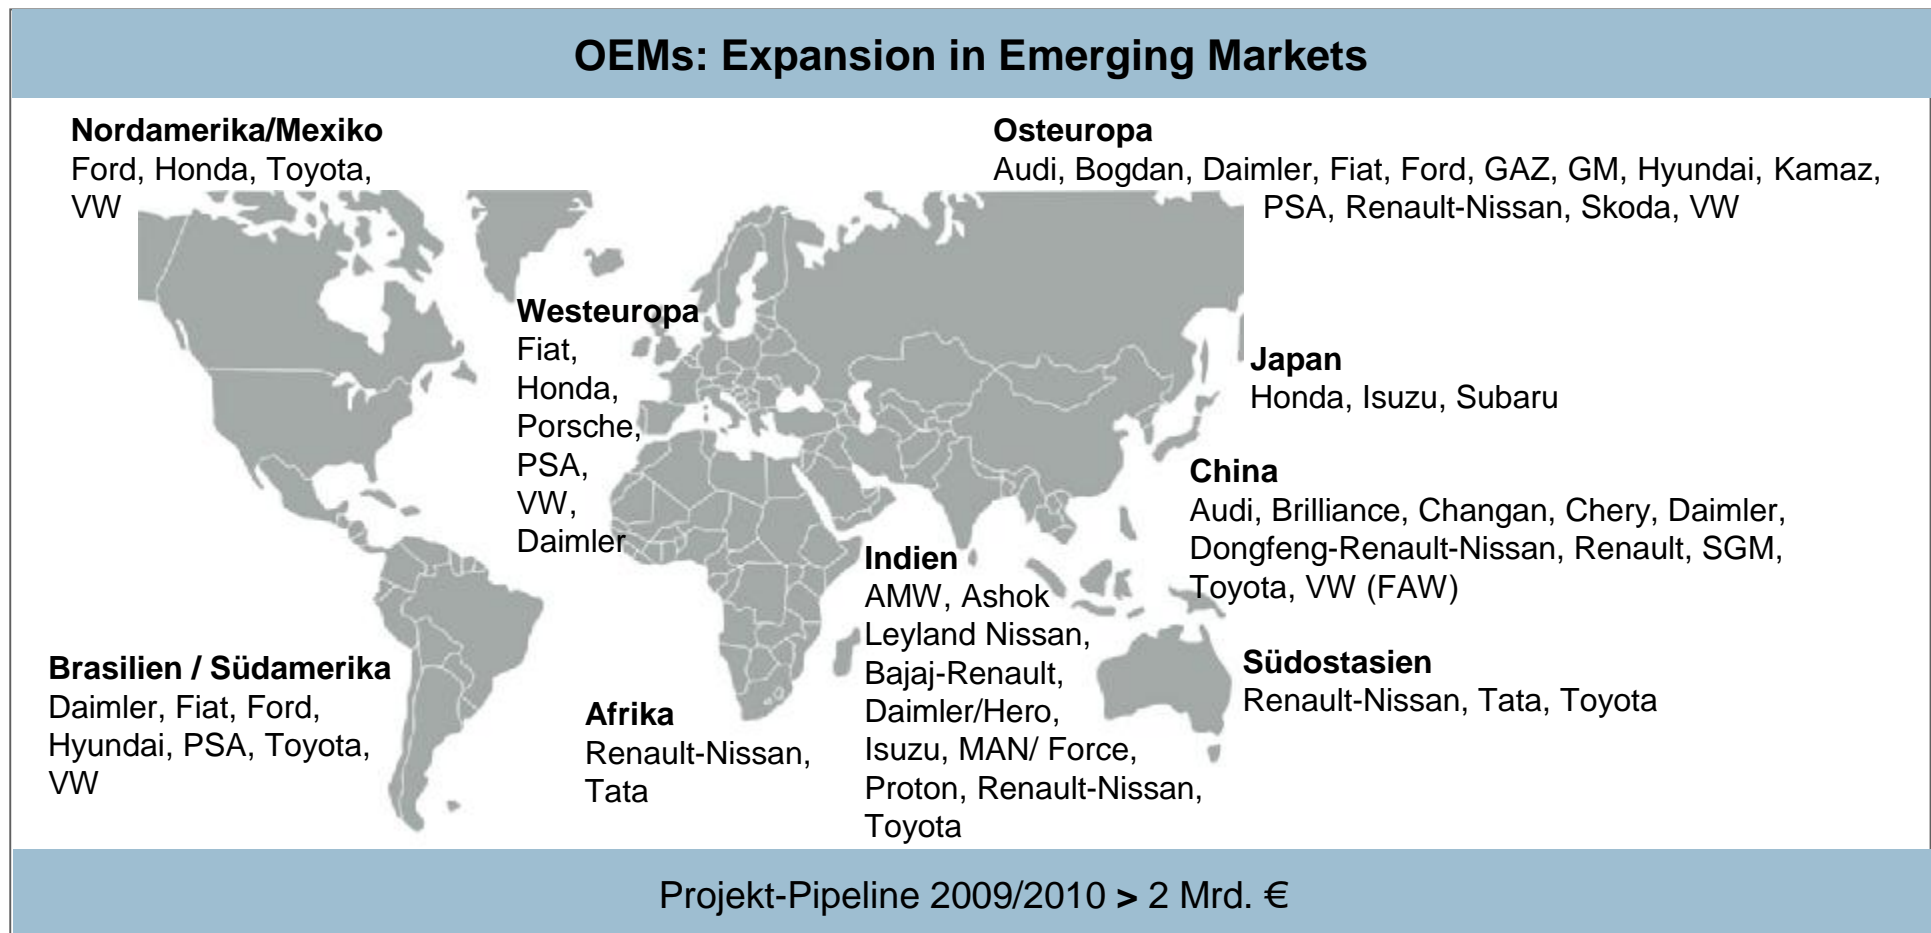 OEMs: Expansion in Emerging Markets
Nordamerika/Mexiko
Ford, Honda, Toyota,
VW
Osteuropa
Audi, Bogdan, Daimler, Fiat, Ford, GAZ, GM, Hyundai, Kamaz,
PSA, Renault-Nissan, Skoda, VW
Westeuropa
Fiat,
Honda,
Porsche,
PSA,
VW,
Daimler
Japan
Honda, Isuzu, Subaru
China
Audi, Brilliance, Changan, Chery, Daimler,
Dongfeng-Renault-Nissan, Renault, SGM,
Toyota, VW (FAW)
Indien
AMW, Ashok
Leyland Nissan,
Bajaj-Renault,
Daimler/Hero,
Isuzu, MAN/ Force,
Proton, Renault-Nissan,
Toyota
Brasilien / Südamerika
Daimler, Fiat, Ford,
Hyundai, PSA, Toyota,
VW
Afrika
Renault-Nissan,
Tata
Südostasien
Renault-Nissan, Tata, Toyota
Projekt-Pipeline 2009/2010 > 2 Mrd. €